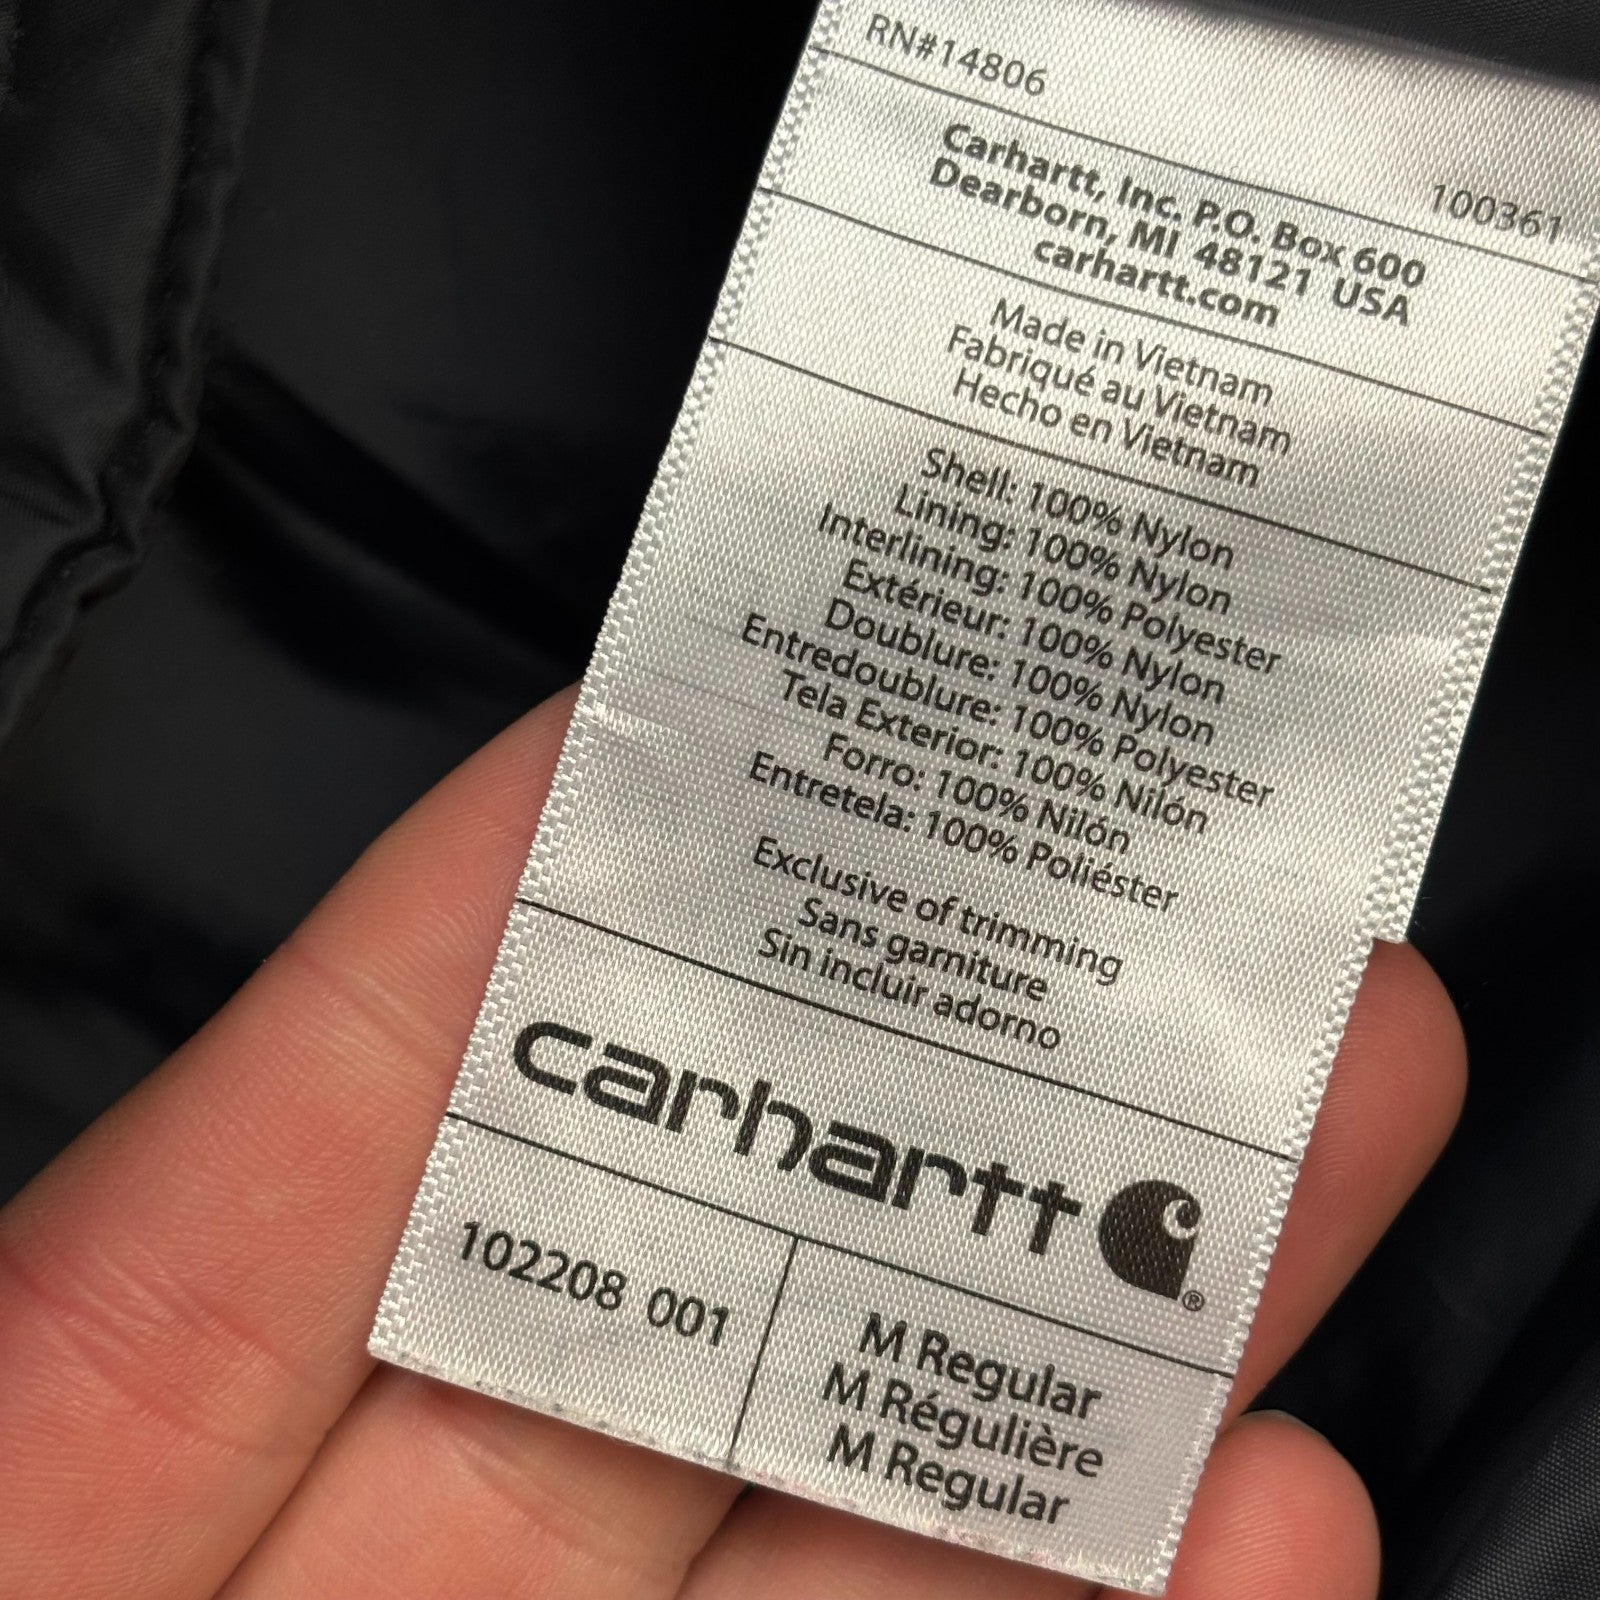 RN#14806
100361
Carhartt, Inc. P.O. Box 600
Dearborn, MI 48121 USA
carhartt.com
Made in Vietnam
Fabriqué au Vietnam
Hecho en Vietnam
Shell: 100% Nylon
Lining: 100% Nylon
Interlining: 100% Polyester
Extérieur: 100% Nylon
Doublure: 100% Nylon
Entredoublure: 100% Polyester
Tela Exterior: 100% Nilón
Forro: 100% Nilón
Entretela: 100% Poliéster
Exclusive of trimming
Sans garniture
Sin incluir adorno
carhartt ®
102208 001
M Regular
M Régulière
M Regular